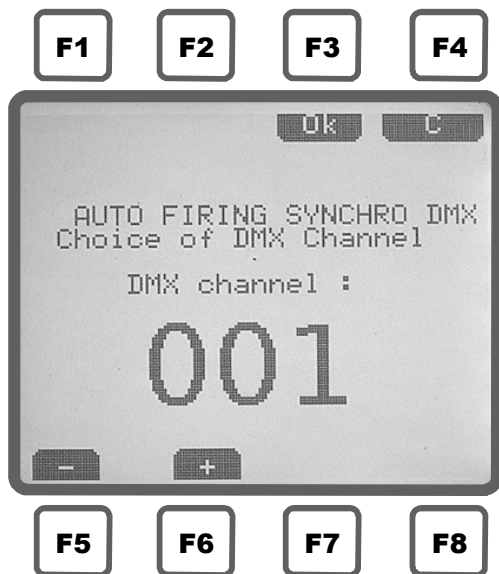 F1 F2 F3 F4
Ok C
AUTO FIRING SYNCHRO DMX
Choice of DMX Channel
DMX channel :
001
- +
F5 F6 F7 F8